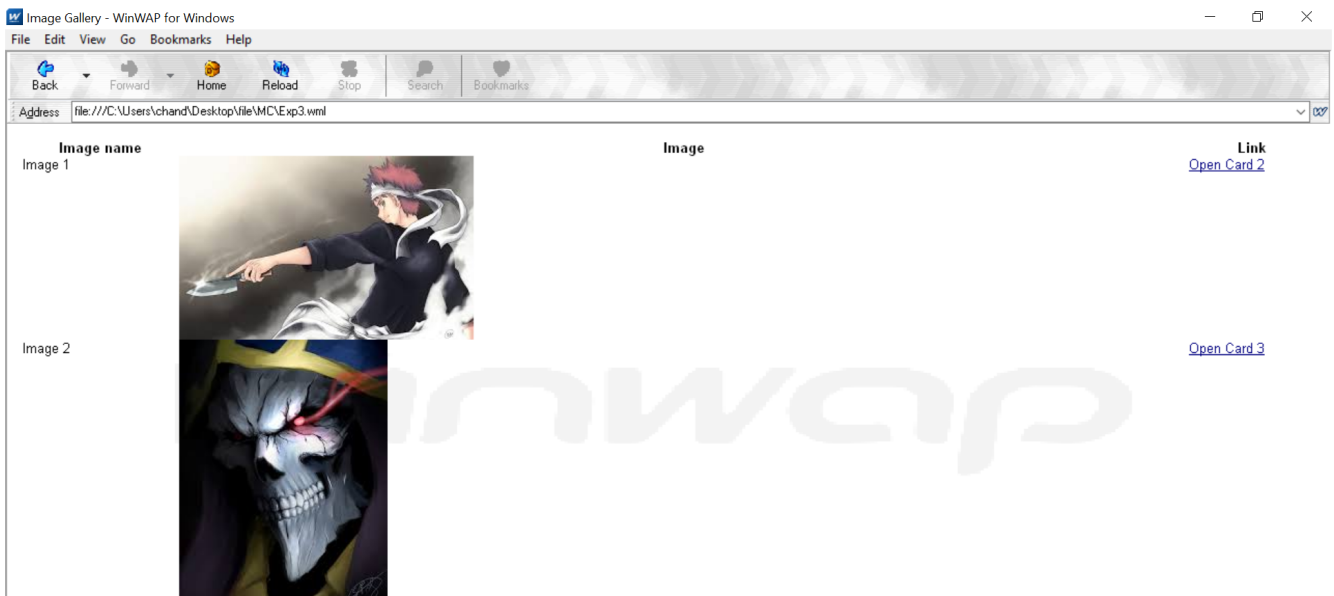 Image Gallery - WinWAP for Windows
File Edit View Go Bookmarks Help
Back Forward Home Reload Stop Search Bookmarks
Address file:///C:\Users\chand\Desktop\file\MC\Exp3.wml
Image name Image Link
Image 1 Open Card 2
Image 2 Open Card 3
nwap